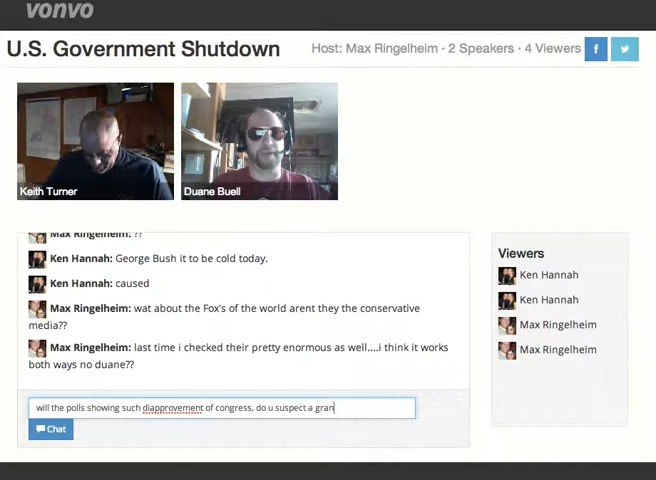 vonvo
U.S. Government Shutdown
Host: Max Ringelheim · 2 Speakers · 4 Viewers
Keith Turner
Duane Buell
Max Ringelheim: ??
Ken Hannah: George Bush it to be cold today.
Ken Hannah: caused
Max Ringelheim: wat about the Fox's of the world arent they the conservative
media??
Max Ringelheim: last time i checked their pretty enormous as well....i think it works
both ways no duane??
will the polls showing such diapprovement of congress, do u suspect a gran
Chat
Viewers
Ken Hannah
Ken Hannah
Max Ringelheim
Max Ringelheim